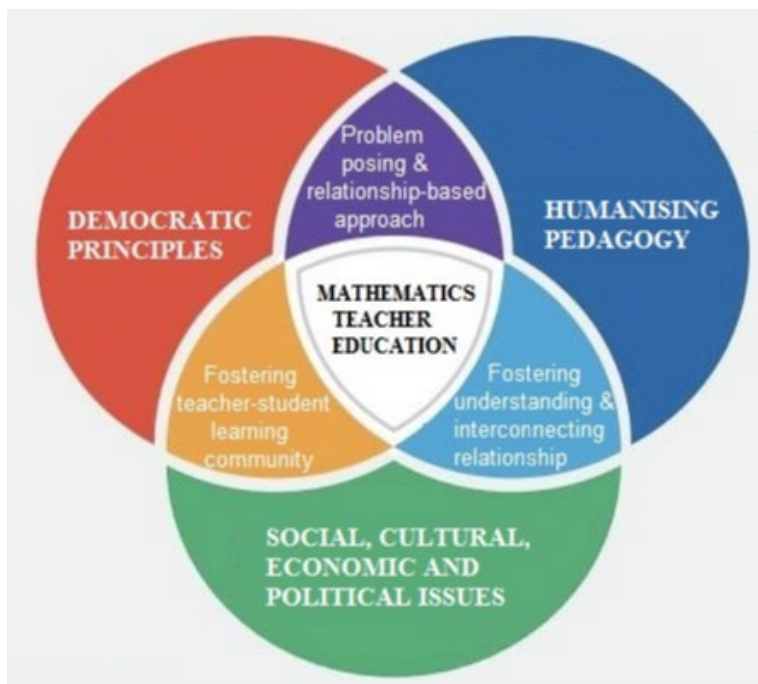 Problem
posing &
relationship-based
approach
DEMOCRATIC
PRINCIPLES
HUMANISING
PEDAGOGY
MATHEMATICS
TEACHER
EDUCATION
Fostering
teacher-student
learning
community
Fostering
understanding &
interconnecting
relationship
SOCIAL, CULTURAL,
ECONOMIC AND
POLITICAL ISSUES